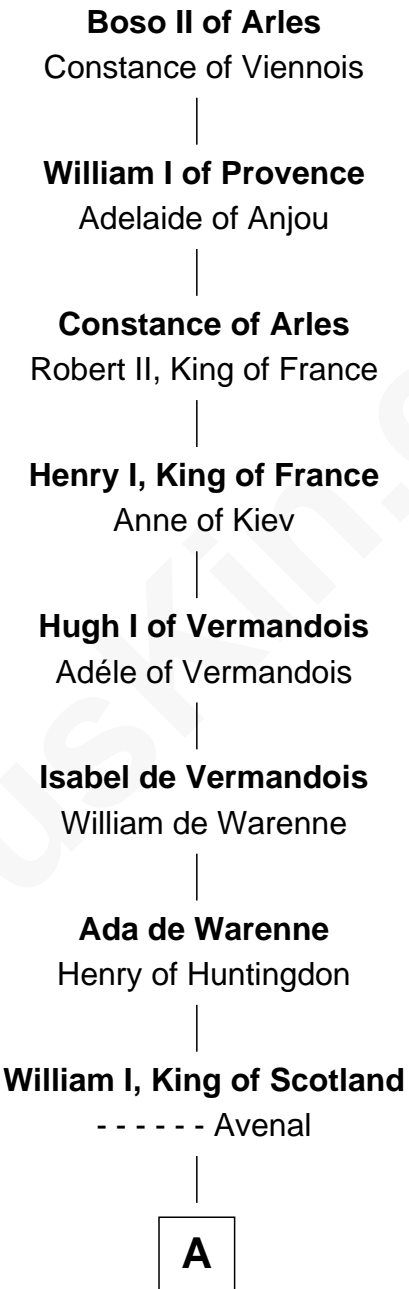 Boso II of Arles
Constance of Viennois
William I of Provence
Adelaide of Anjou
Constance of Arles
Robert II, King of France
Henry I, King of France
Anne of Kiev
Hugh I of Vermandois
Adéle of Vermandois
Isabel de Vermandois
William de Warenne
Ada de Warenne
Henry of Huntingdon
William I, King of Scotland
- - - - - - Avenal
A